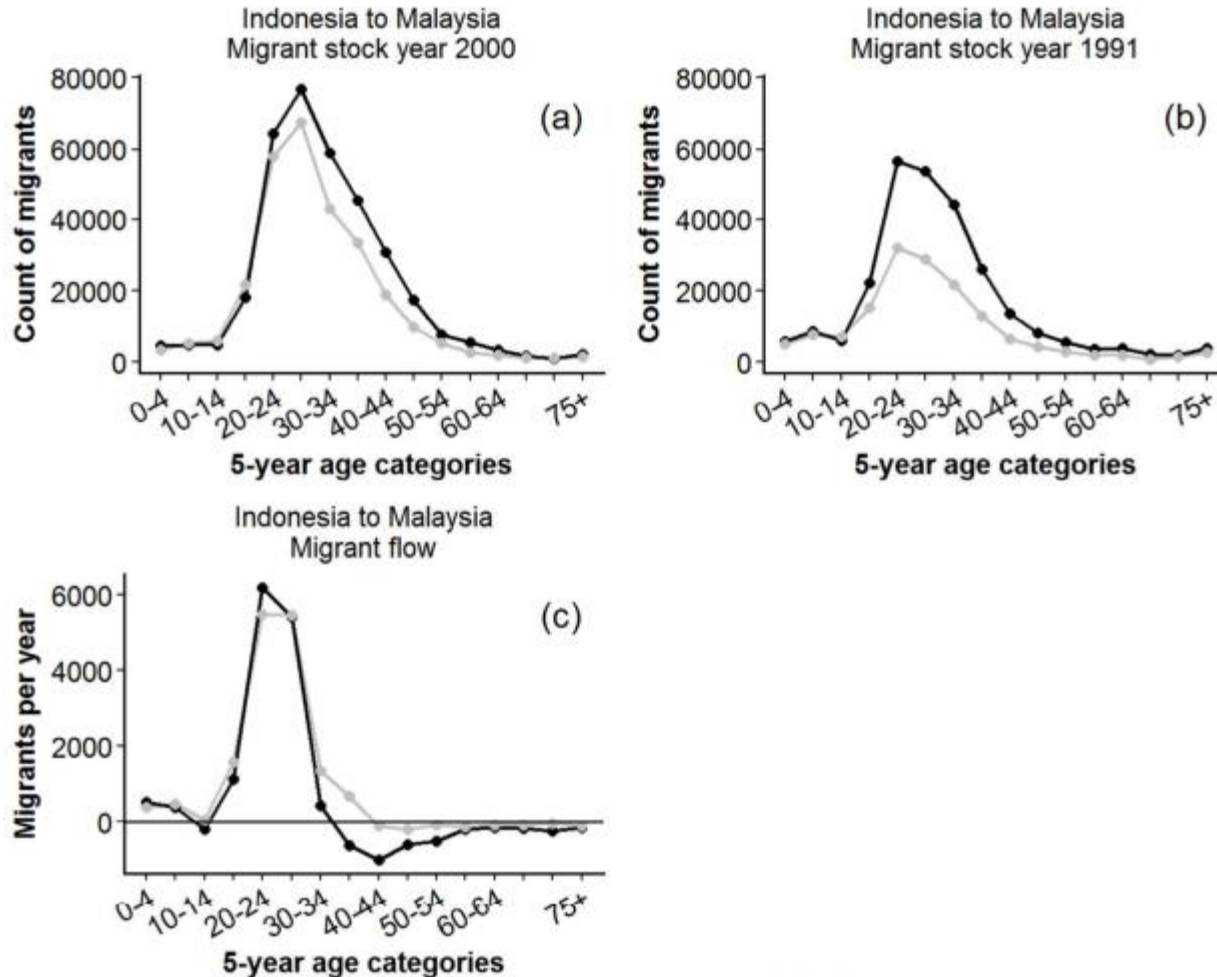 Indonesia to Malaysia
Migrant stock year 2000
80000
60000
40000
20000
0
Count of migrants
(a)
0-4
10-14
20-24
30-34
40-44
50-54
60-64
75+
5-year age categories
Indonesia to Malaysia
Migrant stock year 1991
80000
60000
40000
20000
0
Count of migrants
(b)
0-4
10-14
20-24
30-34
40-44
50-54
60-64
75+
5-year age categories
Indonesia to Malaysia
Migrant flow
6000
4000
2000
0
Migrants per year
(c)
0-4
10-14
20-24
30-34
40-44
50-54
60-64
75+
5-year age categories